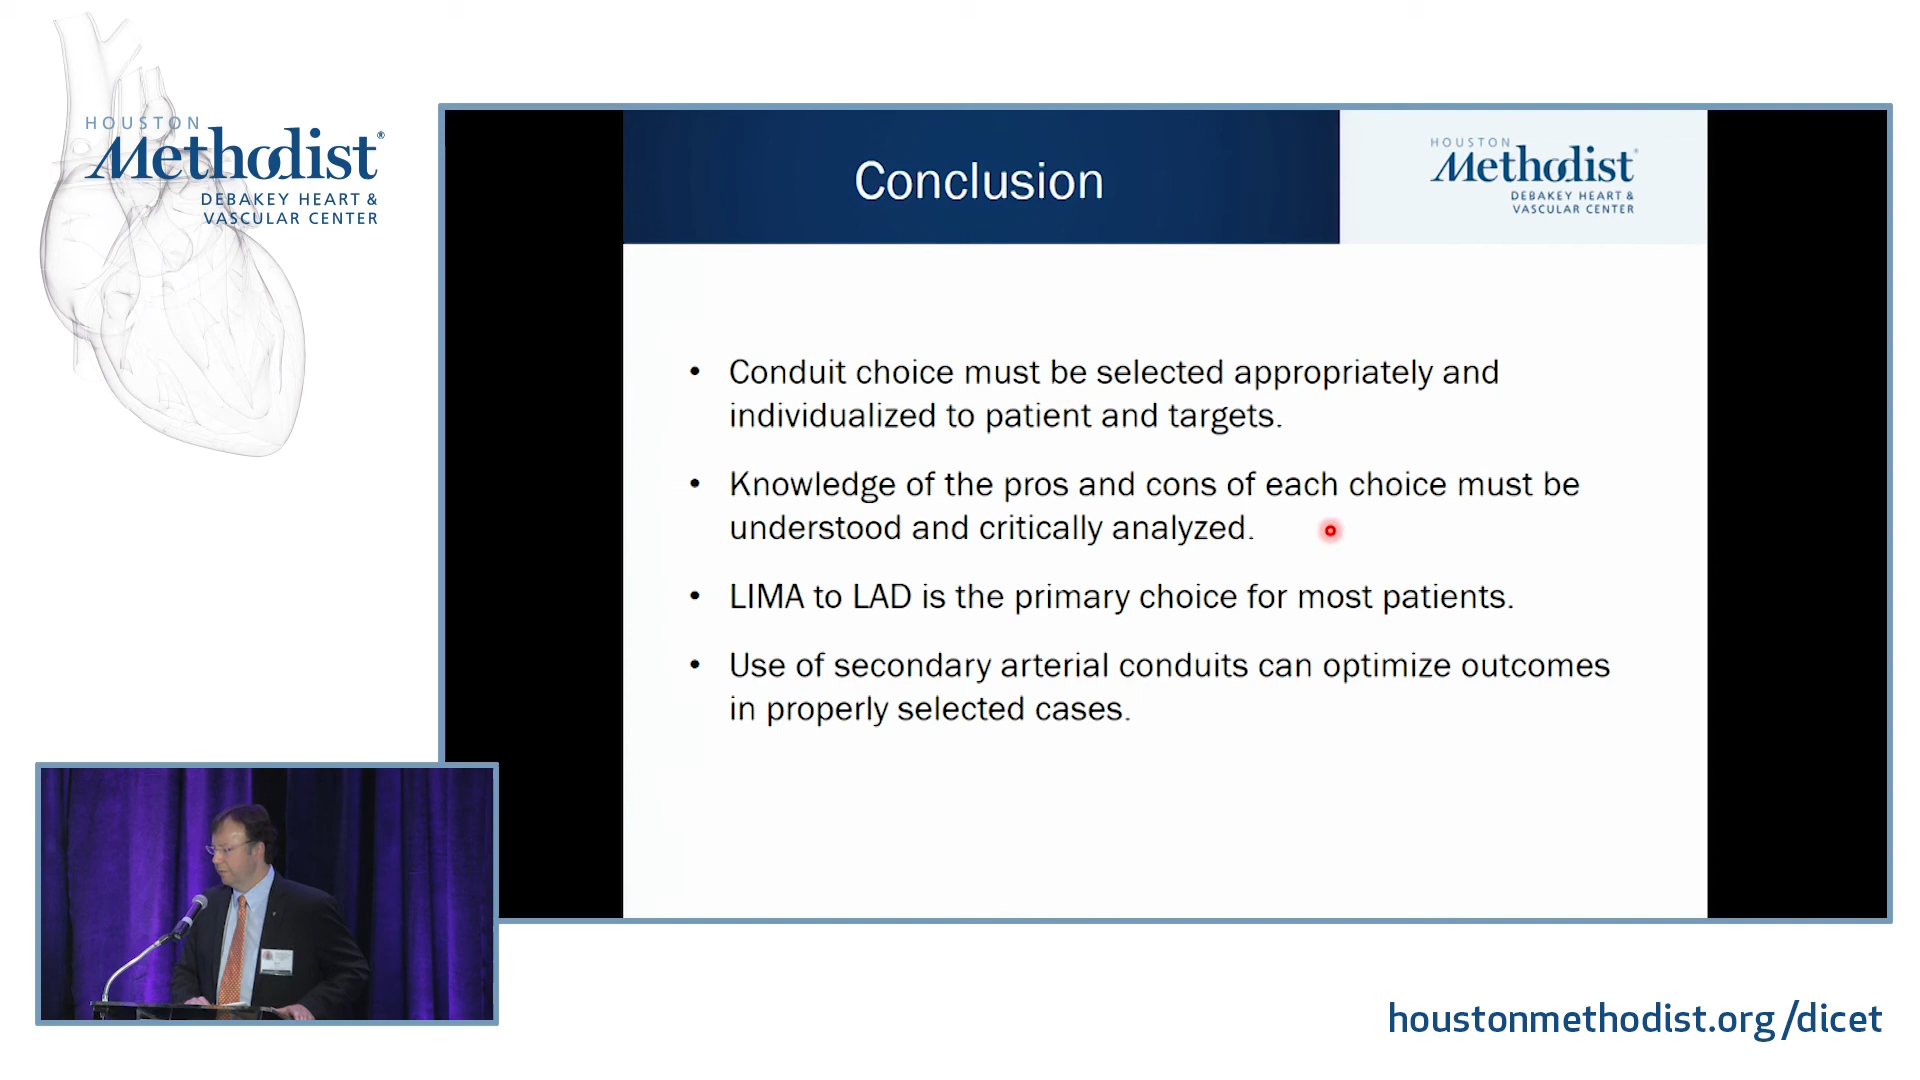 HOUSTON
Methodist®
DEBAKEY HEART &
VASCULAR CENTER
Conclusion
HOUSTON
Methodist®
DEBAKEY HEART &
VASCULAR CENTER
• Conduit choice must be selected appropriately and
individualized to patient and targets.
• Knowledge of the pros and cons of each choice must be
understood and critically analyzed.
• LIMA to LAD is the primary choice for most patients.
• Use of secondary arterial conduits can optimize outcomes
in properly selected cases.
houstonmethodist.org/dicet